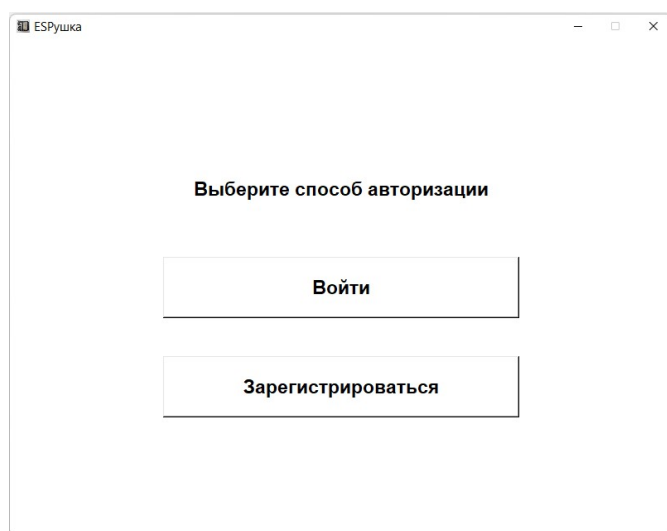 ESPушка
Выберите способ авторизации
Войти
Зарегистрироваться